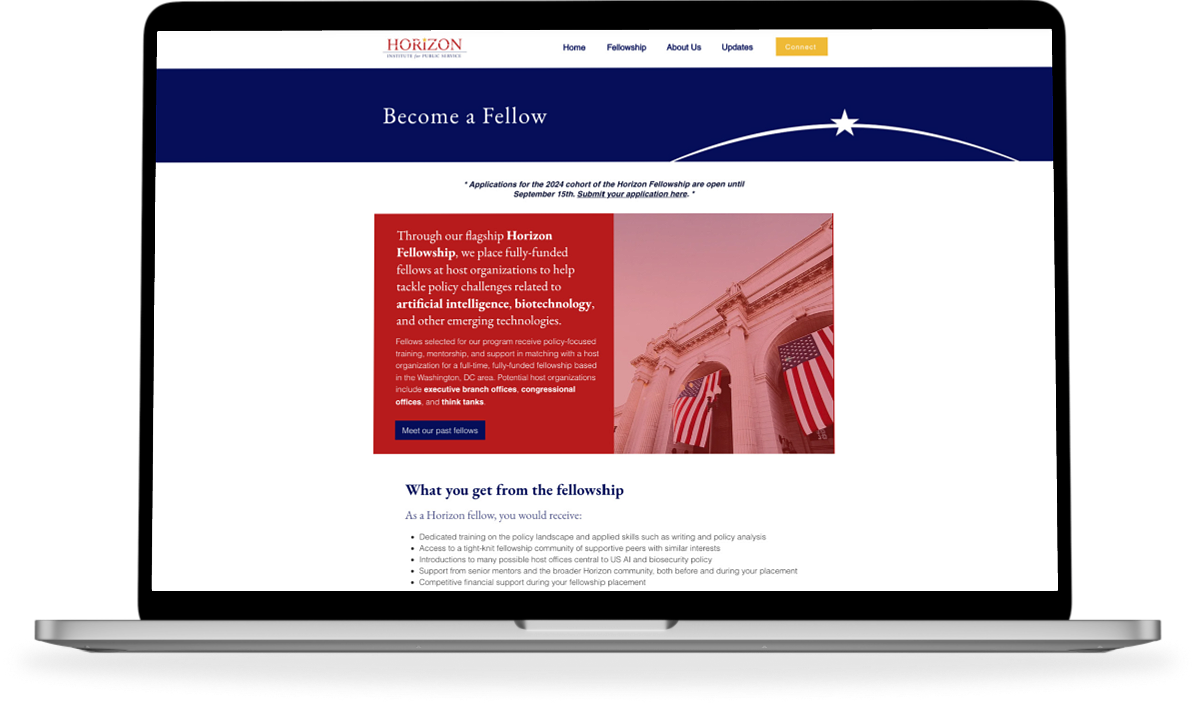 HORIZON
INSTITUTE for PUBLIC SERVICE
Home Fellowship About Us Updates Connect
Become a Fellow
* Applications for the 2024 cohort of the Horizon Fellowship are open until
September 15th. Submit your application here. *
Through our flagship Horizon
Fellowship, we place fully-funded
fellows at host organizations to help
tackle policy challenges related to
artificial intelligence, biotechnology,
and other emerging technologies.
Fellows selected for our program receive policy-focused
training, mentorship, and support in matching with a host
organization for a full-time, fully-funded fellowship based
in the Washington, DC area. Potential host organizations
include executive branch offices, congressional
offices, and think tanks.
Meet our past fellows
What you get from the fellowship
As a Horizon fellow, you would receive:
• Dedicated training on the policy landscape and applied skills such as writing and policy analysis
• Access to a tight-knit fellowship community of supportive peers with similar interests
• Introductions to many possible host offices central to US AI and biosecurity policy
• Support from senior mentors and the broader Horizon community, both before and during your placement
• Competitive financial support during your fellowship placement